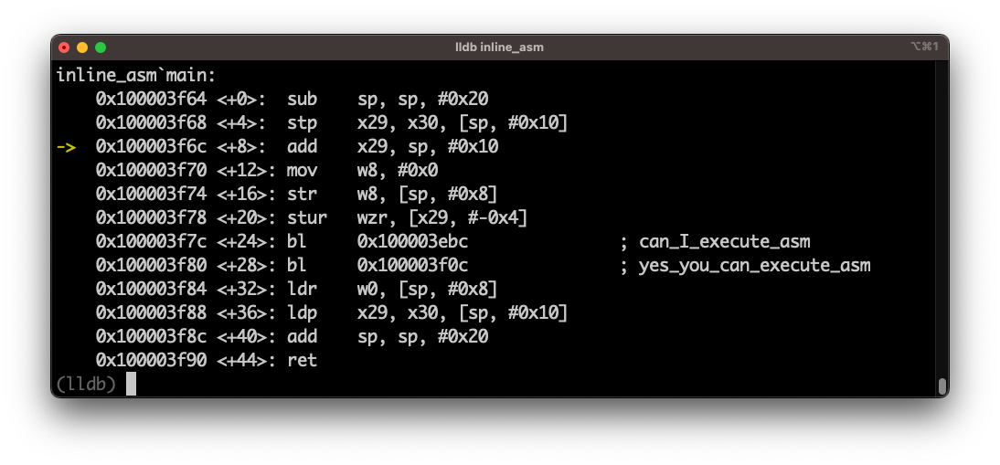 lldb inline_asm
⌥⌘1
inline_asm`main:
    0x100003f64 <+0>:  sub    sp, sp, #0x20
    0x100003f68 <+4>:  stp    x29, x30, [sp, #0x10]
->  0x100003f6c <+8>:  add    x29, sp, #0x10
    0x100003f70 <+12>: mov    w8, #0x0
    0x100003f74 <+16>: str    w8, [sp, #0x8]
    0x100003f78 <+20>: stur   wzr, [x29, #-0x4]
    0x100003f7c <+24>: bl     0x100003ebc               ; can_I_execute_asm
    0x100003f80 <+28>: bl     0x100003f0c               ; yes_you_can_execute_asm
    0x100003f84 <+32>: ldr    w0, [sp, #0x8]
    0x100003f88 <+36>: ldp    x29, x30, [sp, #0x10]
    0x100003f8c <+40>: add    sp, sp, #0x20
    0x100003f90 <+44>: ret
(lldb)